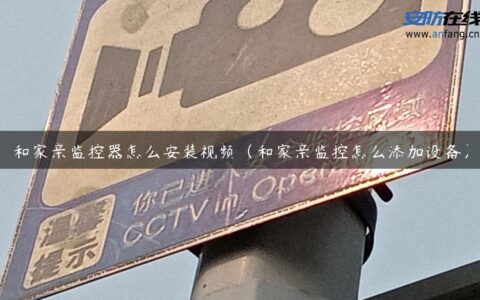 安防在线
www.anfang.cn
和家亲监控器怎么安装视频（和家亲监控怎么添加设备）
你已进入
CCTV in Oper
温馨
提示